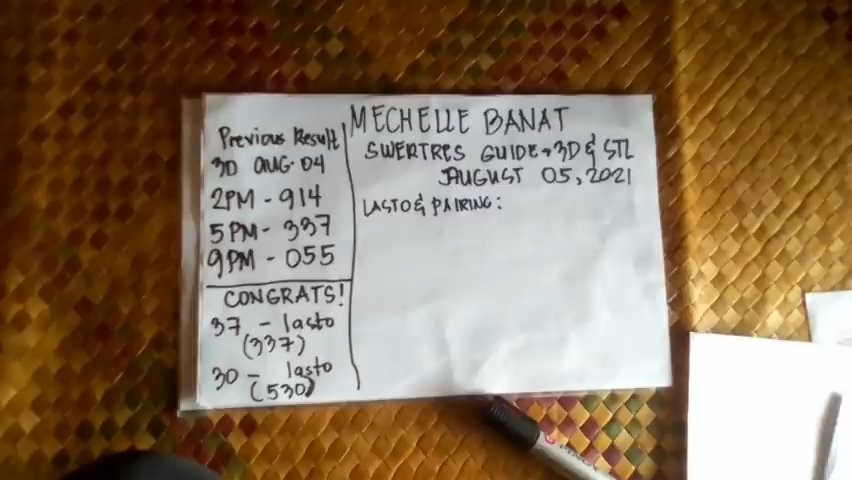 Previous Result
3D AUG. 04
2PM - 914
5PM - 337
9PM - 055
CONGRATS!
37 - lasto
(337)
30 - lasto
(530)
MECHELLE BANAT
SWERTRES GUIDE → 3D & STL
AUGUST 05, 2021
LASTO & PAIRING: